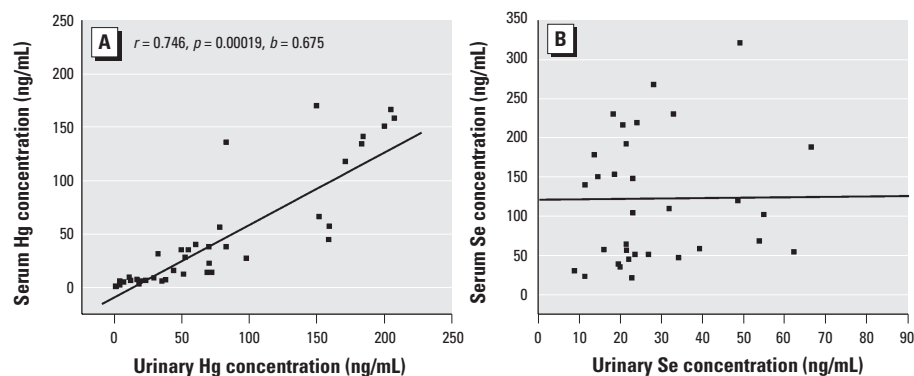 A
r = 0.746, p = 0.00019, b = 0.675
Serum Hg concentration (ng/mL)
250
200
150
100
50
0
0 50 100 150 200 250
Urinary Hg concentration (ng/mL)
B
Serum Se concentration (ng/mL)
350
300
250
200
150
100
50
0
0 10 20 30 40 50 60 70 80 90
Urinary Se concentration (ng/mL)